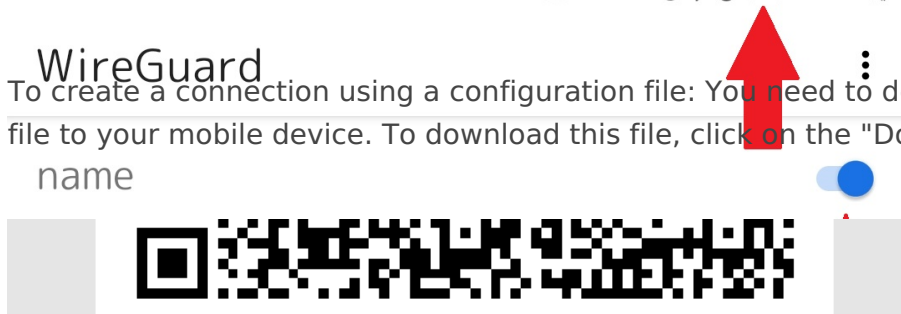 WireGuard
To create a connection using a configuration file: You need to d
file to your mobile device. To download this file, click on the "Do
name